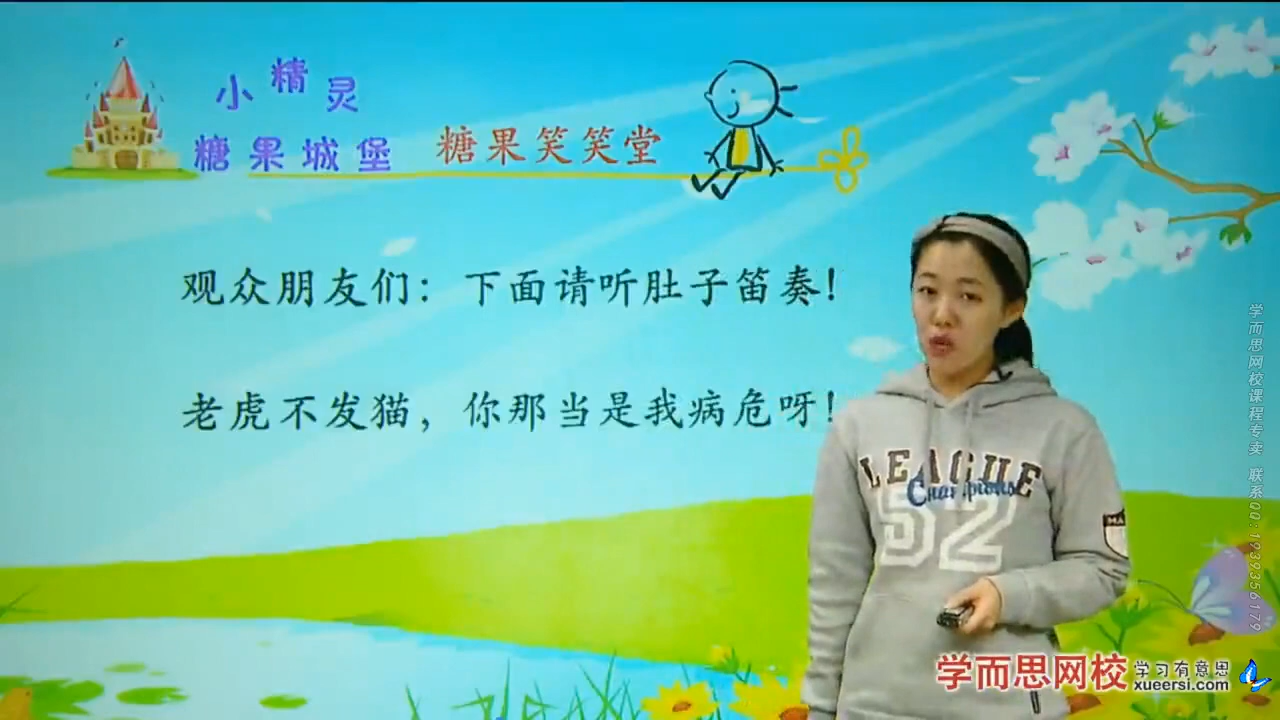 小精灵
糖果城堡
糖果笑笑堂
观众朋友们：下面请听肚子笛奏！
老虎不发猫，你那当是我病危呀！
LEAGUE
Champions
52
MA
学而思网校
学习有意思
xueersi.com
学而思网校课程专卖 联系QQ:1939356179